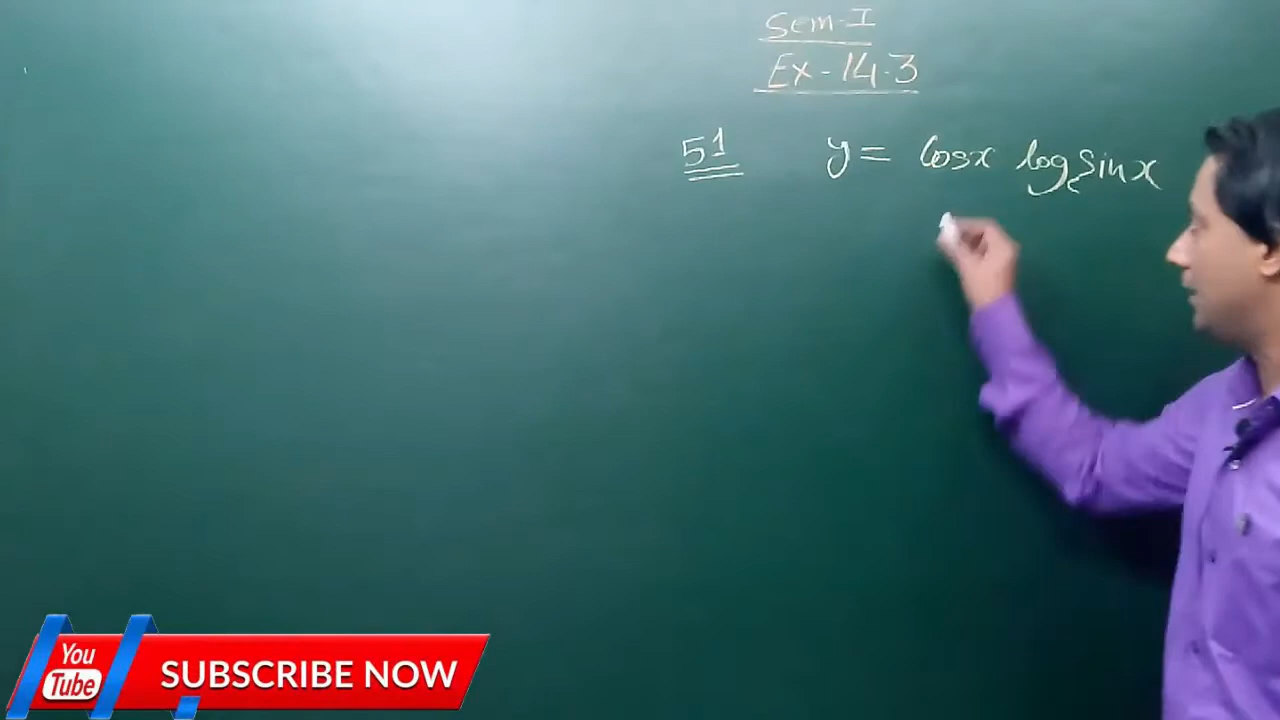 Sem-I
Ex-14.3
51 y = cosx log sinx
You
Tube
SUBSCRIBE NOW